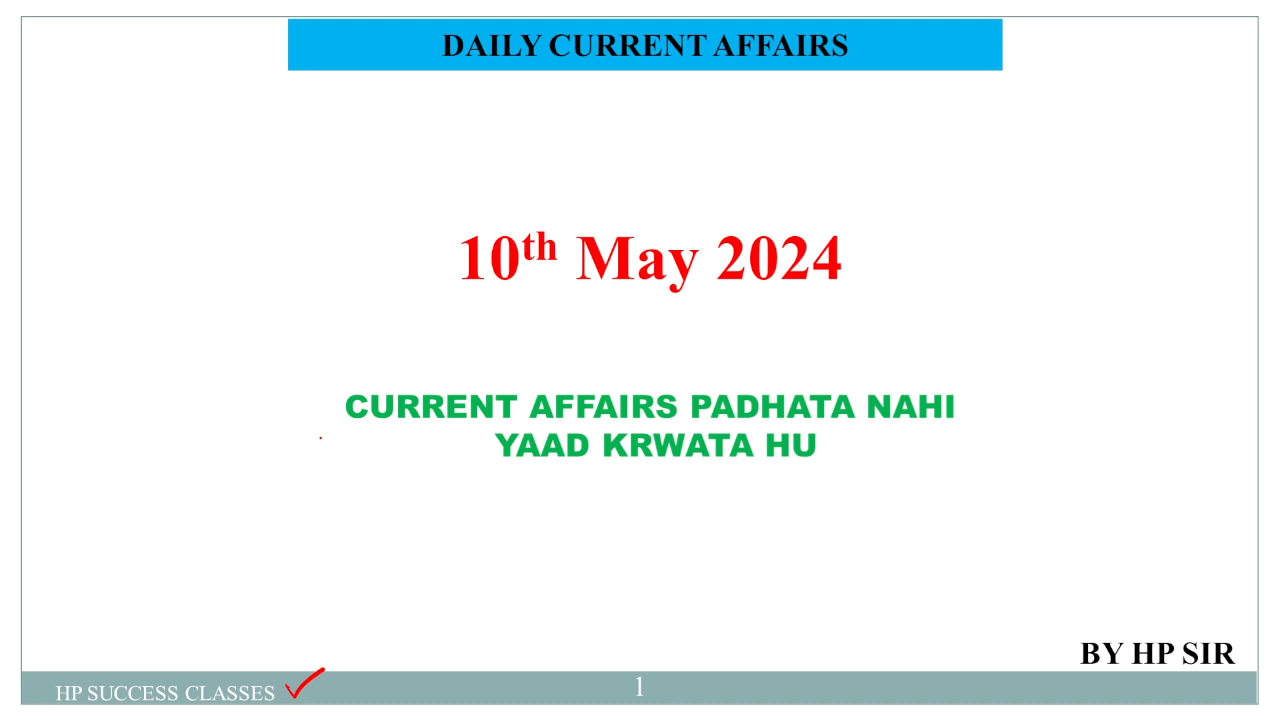 DAILY CURRENT AFFAIRS
10th May 2024
CURRENT AFFAIRS PADHATA NAHI
YAAD KRWATA HU
BY HP SIR
HP SUCCESS CLASSES
1